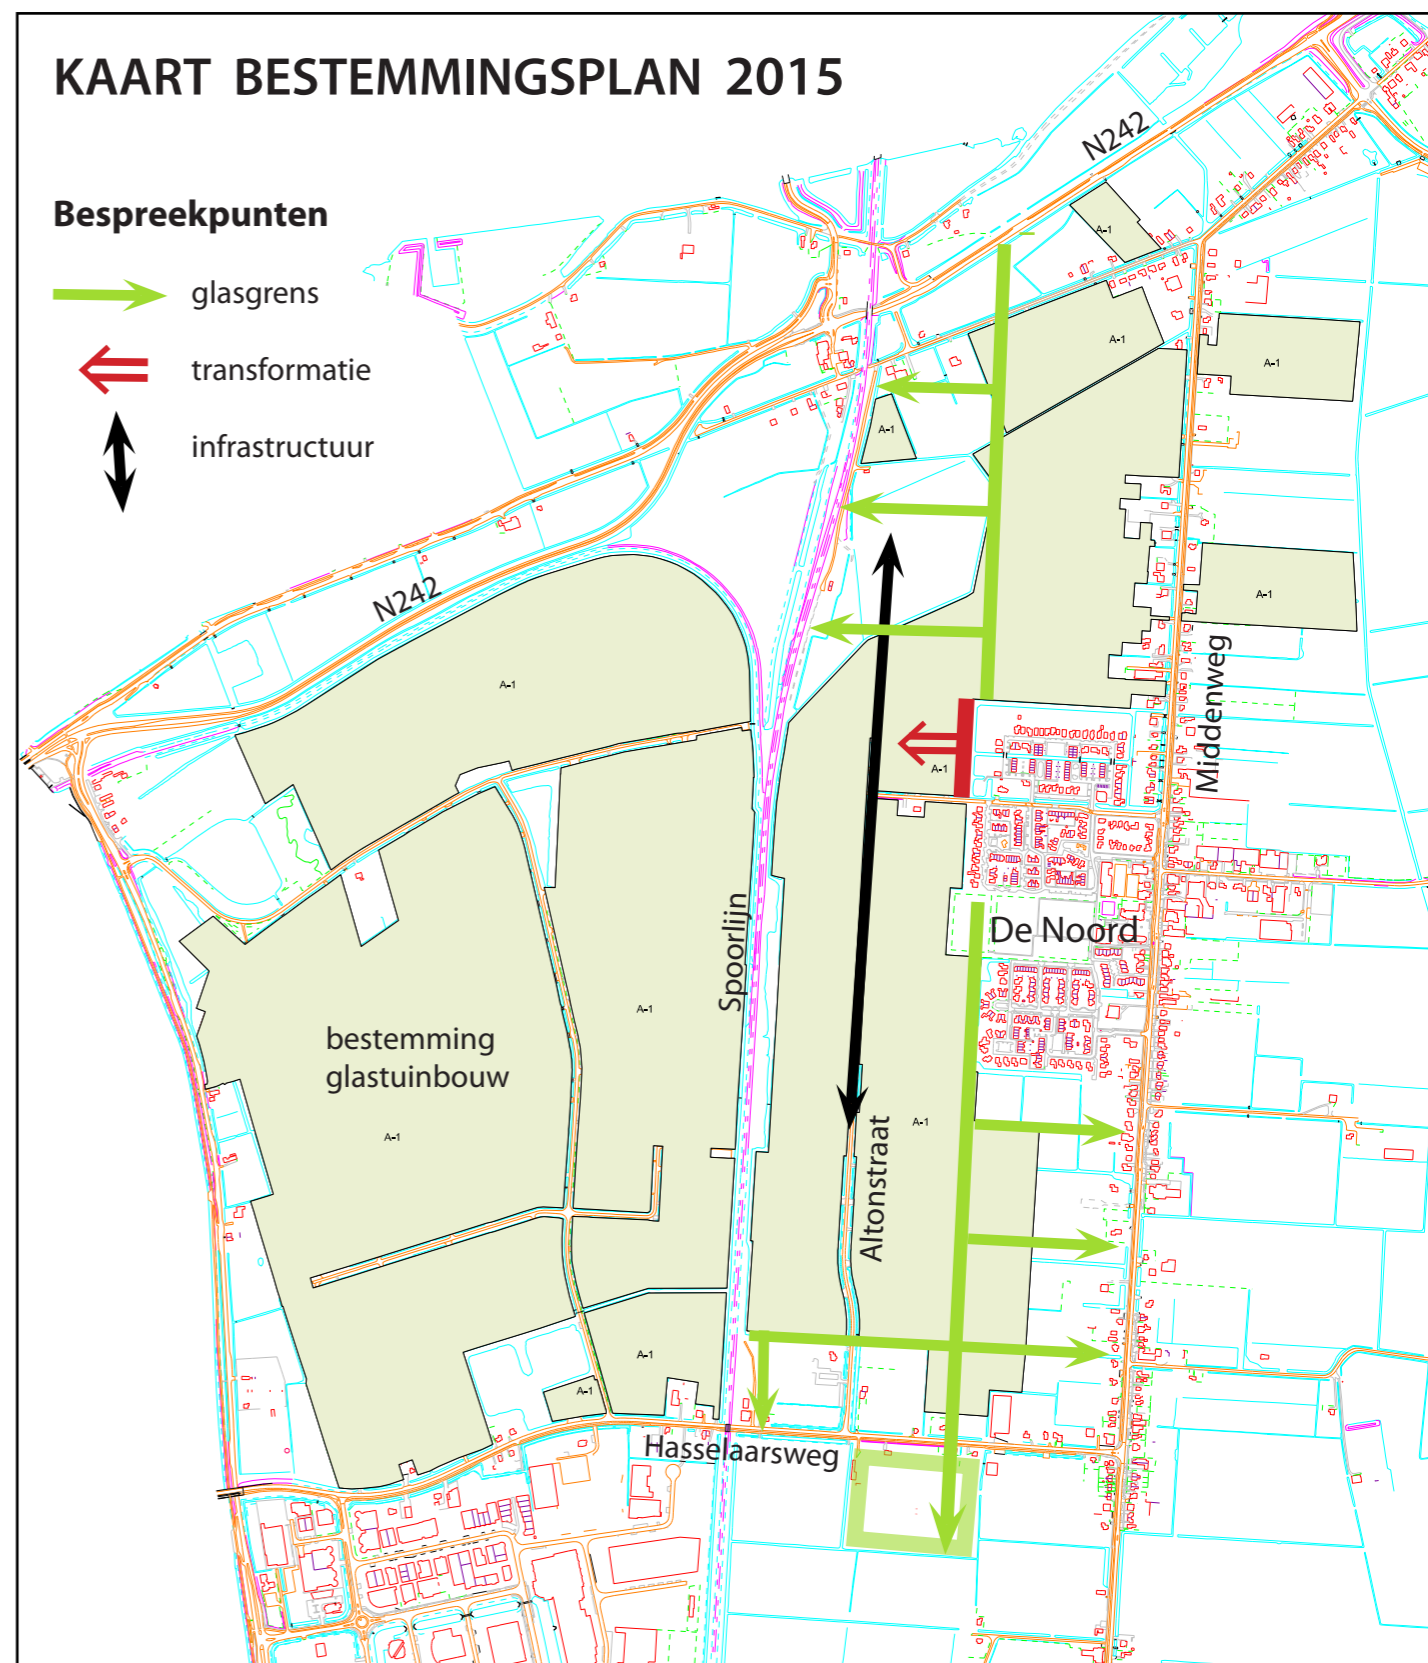 KAART BESTEMMINGSPLAN 2015
Bespreekpunten
glasgrens
transformatie
infrastructuur
N242
A-1
A-1
A-1
A-1
N242
A-1
A-1
Middenweg
A-1
De Noord
Spoorlijn
A-1
bestemming
glastuinbouw
A-1
A-1
Altonstraat
A-1
A-1
Hasselaarsweg